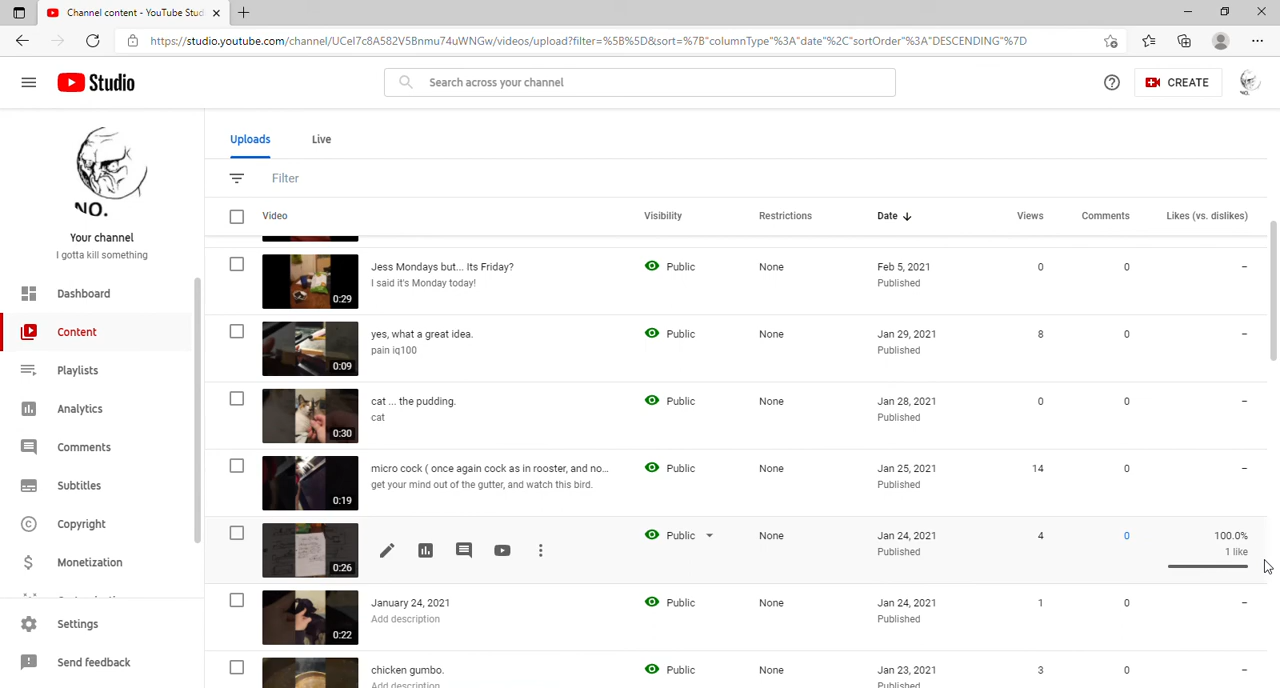 Channel content - YouTube Stud
https://studio.youtube.com/channel/UCel7c8A582V5Bnmu74uWNGw/videos/upload?filter=%5B%5D&sort=%7B"columnType"%3A"date"%2C"sortOrder"%3A"DESCENDING"%7D
Studio
Search across your channel
CREATE
NO.
NO.
Your channel
I gotta kill something
Dashboard
Content
Playlists
Analytics
Comments
Subtitles
Copyright
Monetization
Settings
Send feedback
Uploads Live
Filter
Video Visibility Restrictions Date Views Comments Likes (vs. dislikes)
0:29 Jess Mondays but... Its Friday? Public None Feb 5, 2021 0 0 –
I said it's Monday today! Published
0:09 yes, what a great idea. Public None Jan 29, 2021 8 0 –
pain iq100 Published
0:30 cat ... the pudding. Public None Jan 28, 2021 0 0 –
cat Published
0:19 micro cock ( once again cock as in rooster, and no... Public None Jan 25, 2021 14 0 –
get your mind out of the gutter, and watch this bird. Published
0:26 Public None Jan 24, 2021 4 0 100.0%
Published 1 like
0:22 January 24, 2021 Public None Jan 24, 2021 1 0 –
Add description Published
chicken gumbo. Public None Jan 23, 2021 3 0 –
Add description Published